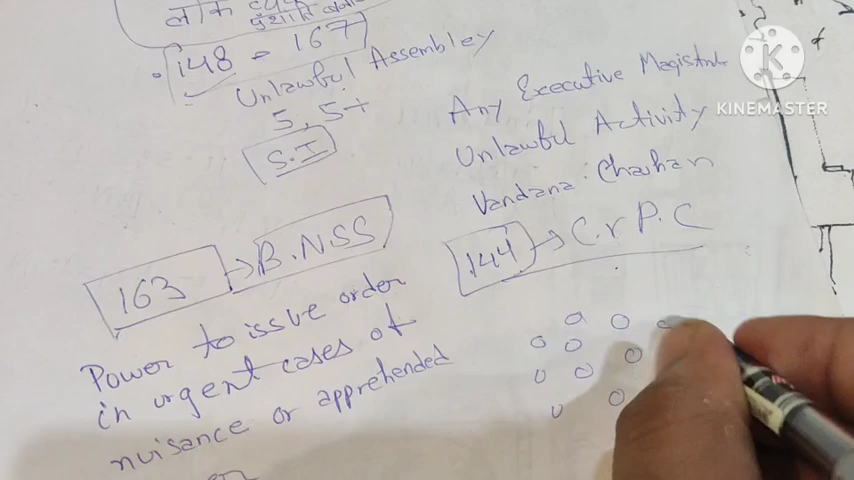 148 = 167
Unlawful Assembley
5, 5+
S.I
Any Executive Magistrate
Unlawful Activity
Vandana Chauhan
163 → B.NSS
144 → C.r.P.C
Power to issue order
in urgent cases of
nuisance or apprehended
K
KINEMASTER